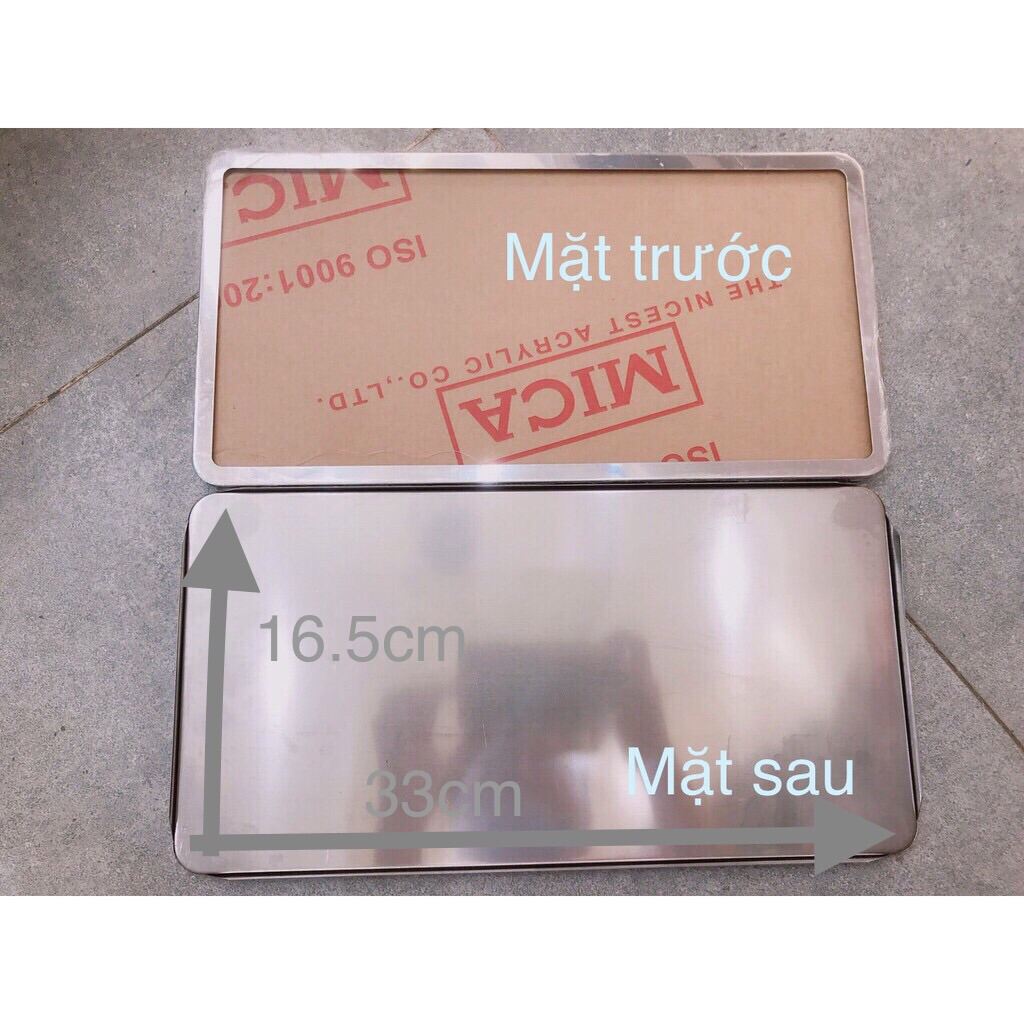 MIC
ISO 9001:20
Mặt trước
THE NICEST ACRYLIC CO.,LTD.
MICA
ISO
16.5cm
33cm
Mặt sau